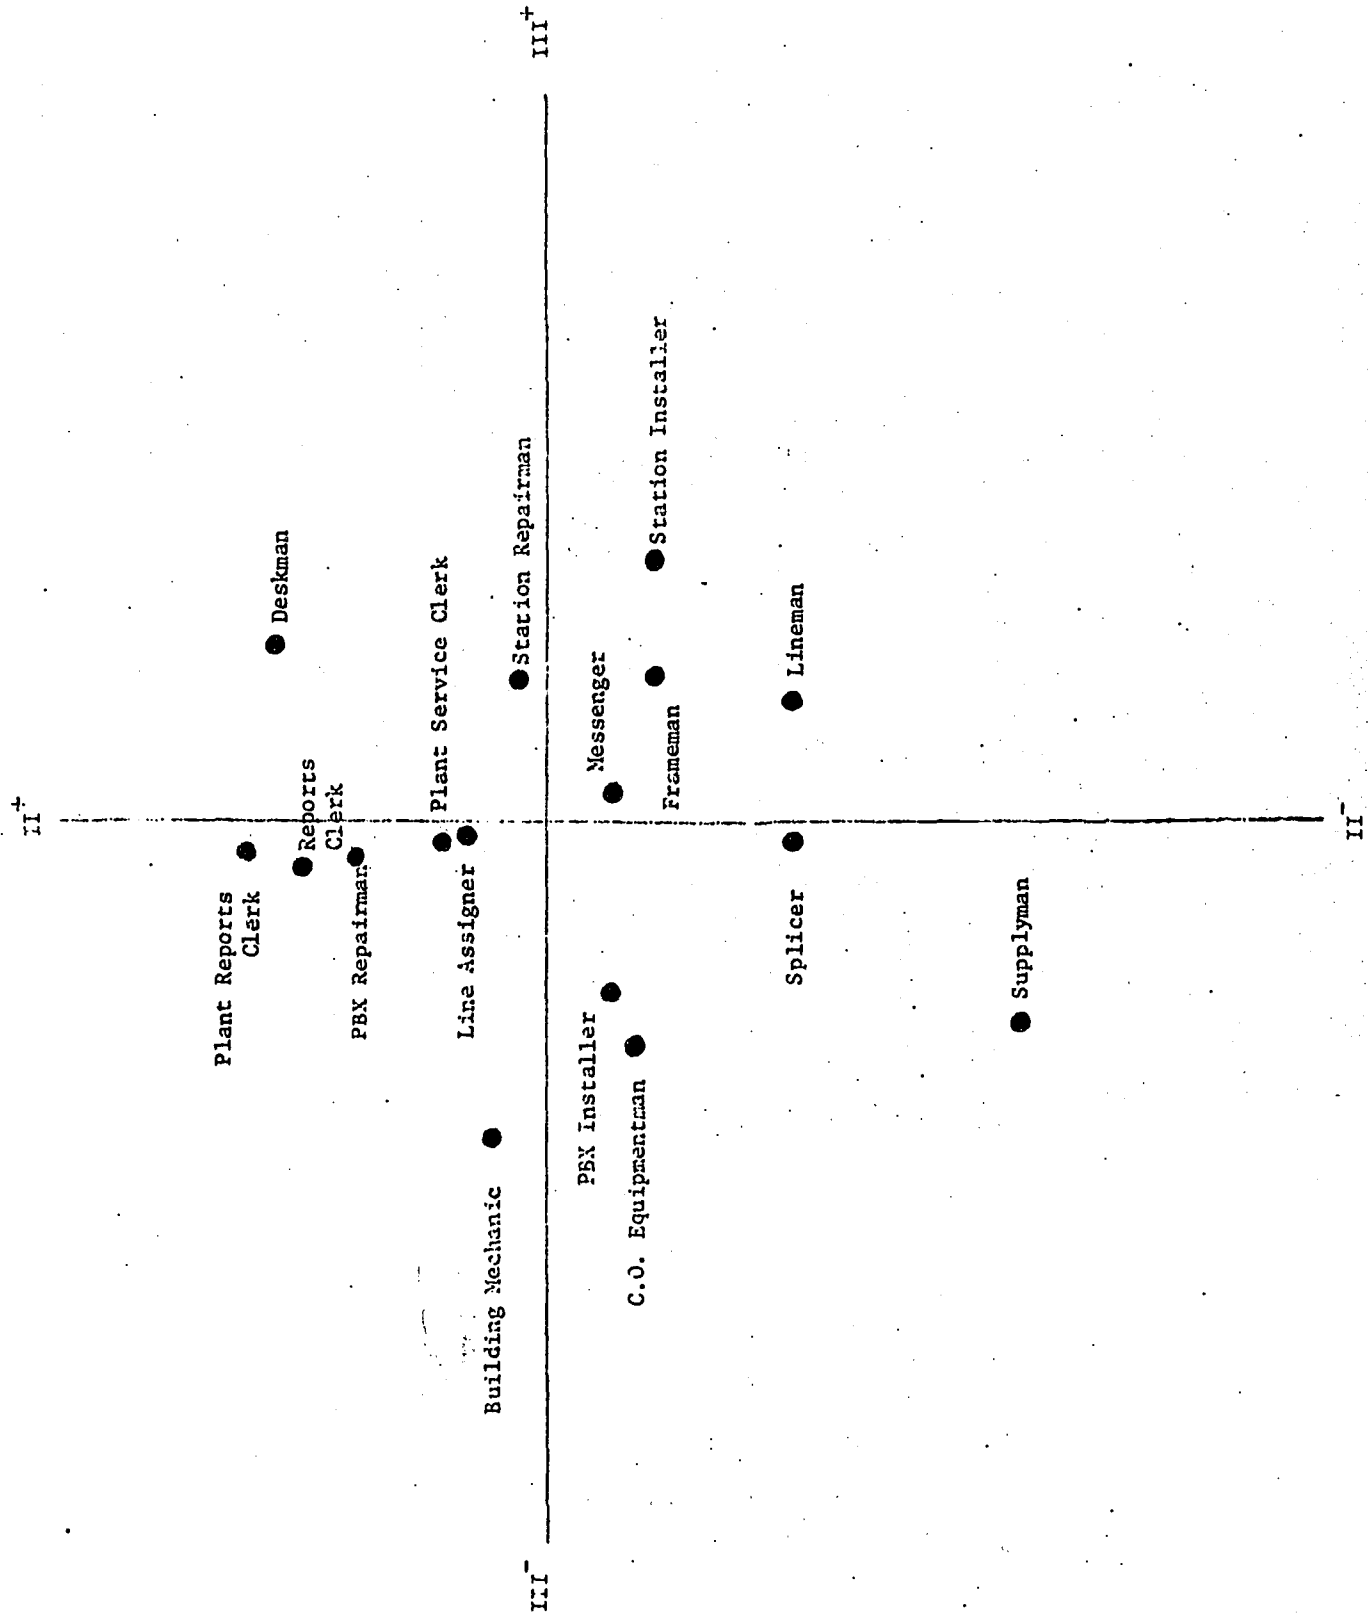 II+
Plant Reports
Clerk
Deskman
Reports
Clerk
PBX Repairman
Plant Service Clerk
Line Assigner
Building Mechanic
Station Repairman
III-
III+
PBX Installer
Messenger
C.O. Equipmentman
Frameman
Station Installer
Splicer
Lineman
Supplyman
II-